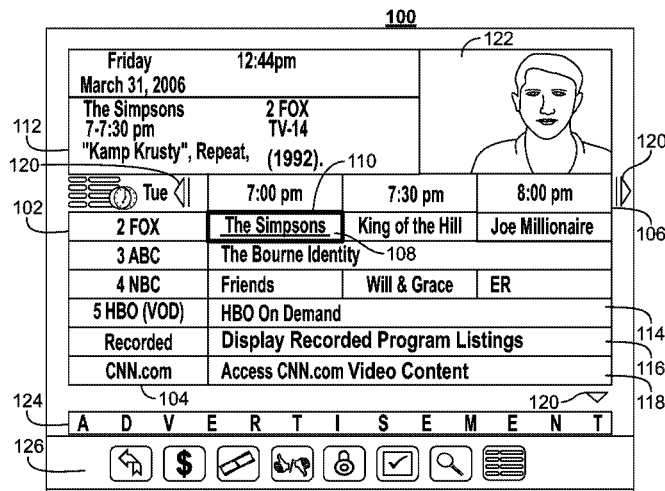 100
122
Friday 12:44pm
March 31, 2006
The Simpsons 2 FOX
7-7:30 pm TV-14
"Kamp Krusty", Repeat, (1992).
112
120
110
120
Tue 7:00 pm 7:30 pm 8:00 pm
102
106
2 FOX The Simpsons King of the Hill Joe Millionaire
108
3 ABC The Bourne Identity
4 NBC Friends Will & Grace ER
5 HBO (VOD) HBO On Demand
114
Recorded Display Recorded Program Listings
116
CNN.com Access CNN.com Video Content
118
104
120
124
A D V E R T I S E M E N T
126
$